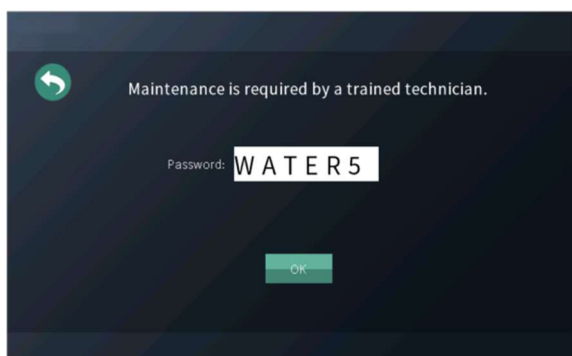 Maintenance is required by a trained technician.
Password: WATER5
OK